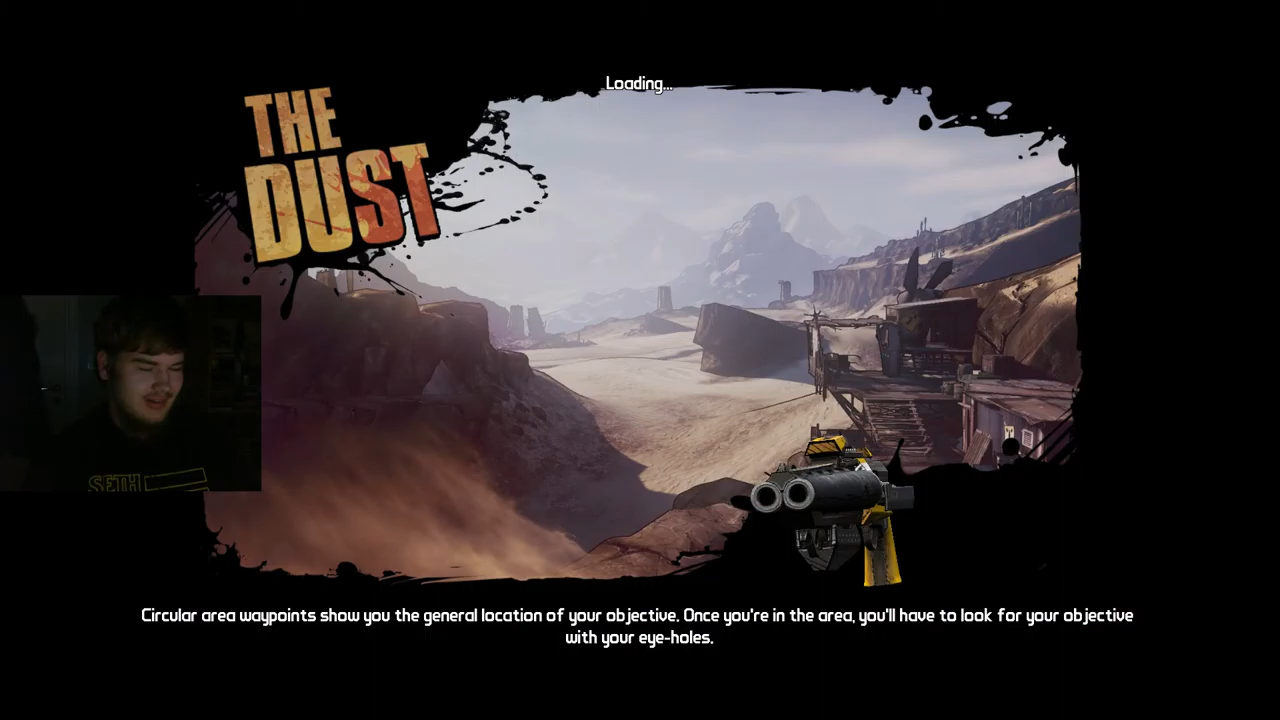 Loading...
THE
DUST
SETH
Circular area waypoints show you the general location of your objective. Once you're in the area, you'll have to look for your objective
with your eye-holes.